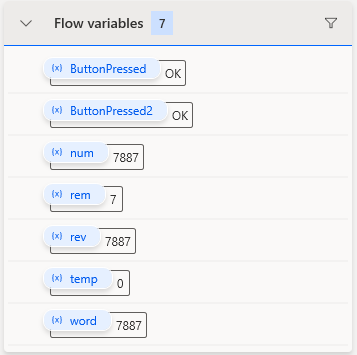 Flow variables 7
(x) ButtonPressed OK
(x) ButtonPressed2 OK
(x) num 7887
(x) rem 7
(x) rev 7887
(x) temp 0
(x) word 7887